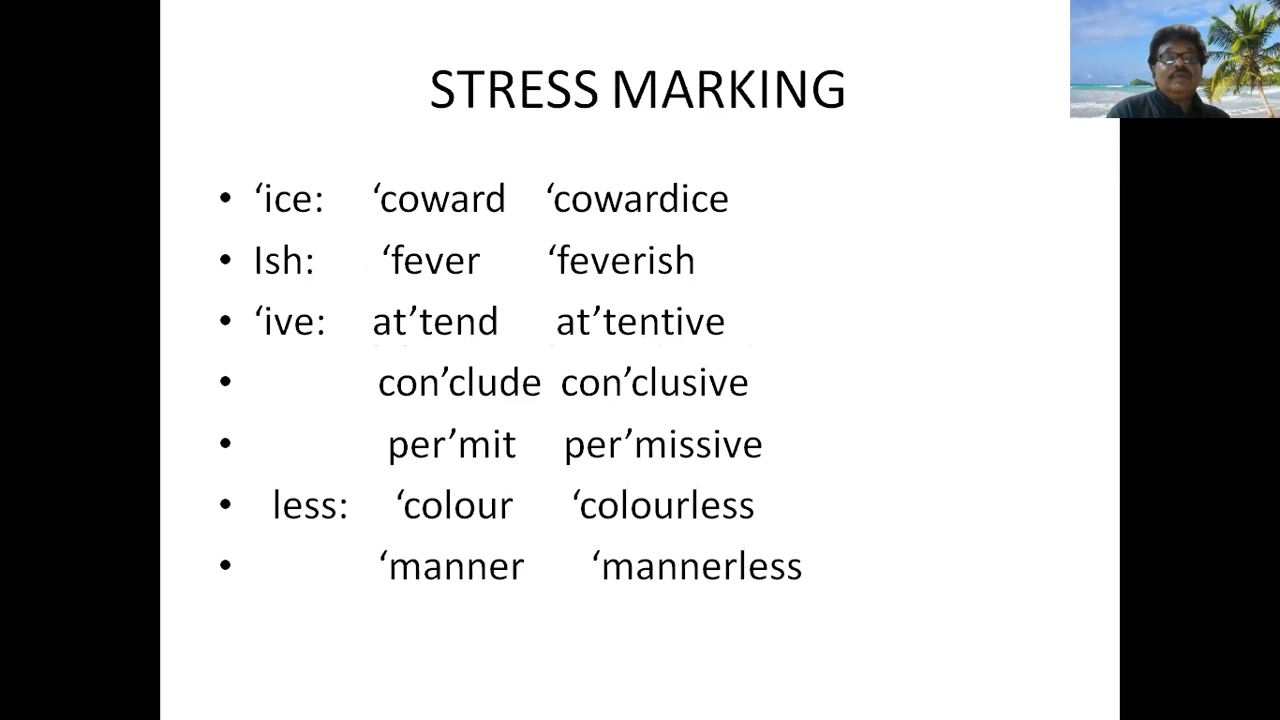 STRESS MARKING
• ‘ice: ‘coward ‘cowardice
• Ish: ‘fever ‘feverish
• ‘ive: at’tend at’tentive
• con’clude con’clusive
• per’mit per’missive
• less: ‘colour ‘colourless
• ‘manner ‘mannerless